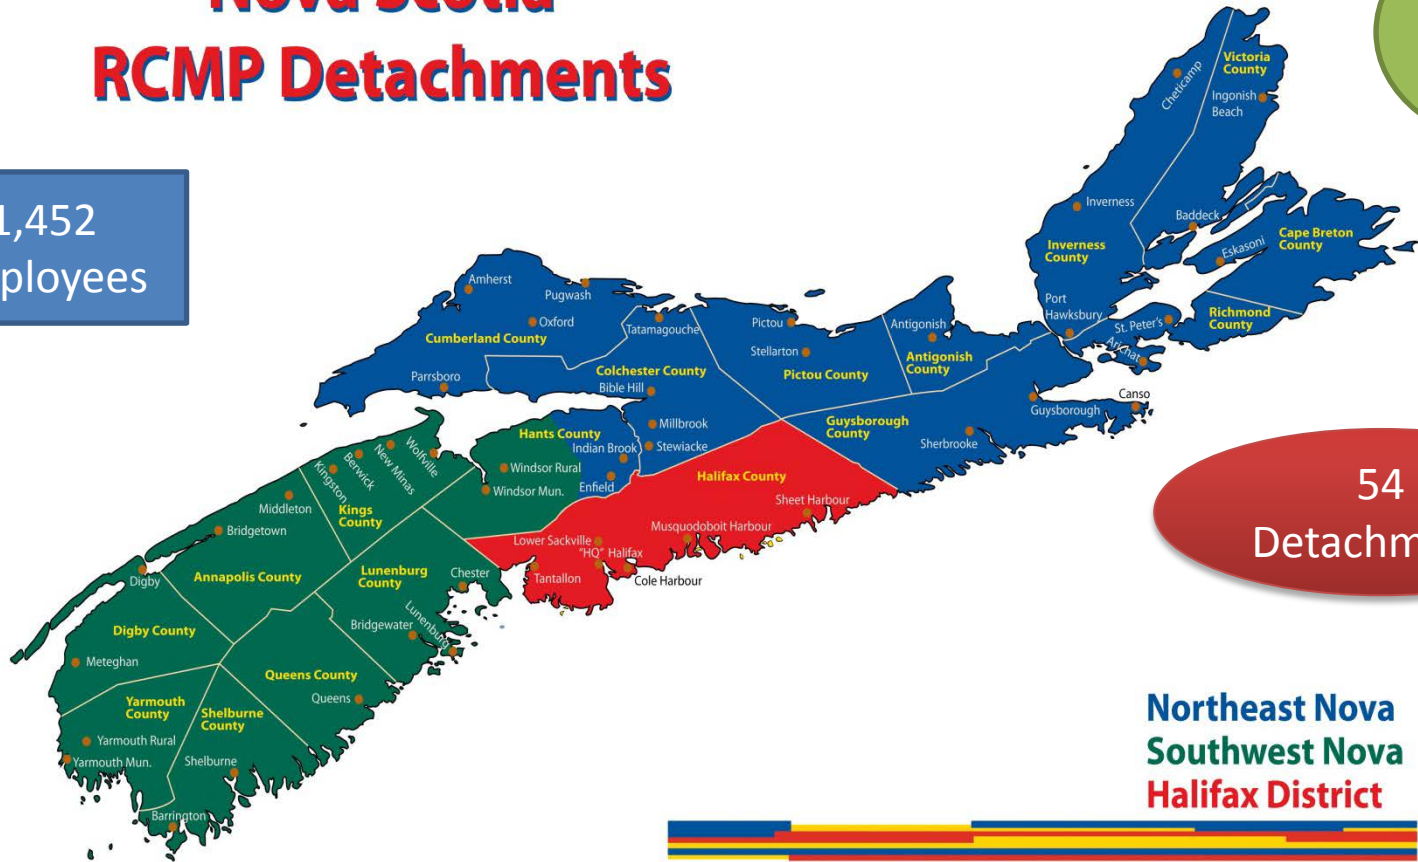 Nova Scotia
RCMP Detachments
1,452
ployees
54
Detachm
Victoria
County
Cheticamp
Ingonish
Beach
Inverness
Inverness
County
Baddeck
Eskasoni
Cape Breton
County
Port
Hawksbury
St. Peter's
Arichat
Richmond
County
Amherst
Pugwash
Oxford
Cumberland County
Parrsboro
Tatamagouche
Colchester County
Bible Hill
Millbrook
Stewiacke
Pictou
Stellarton
Pictou County
Antigonish
Antigonish
County
Guysborough
County
Guysborough
Canso
Sherbrooke
Hants County
Indian Brook
Enfield
Windsor Rural
Windsor Mun.
Halifax County
Sheet Harbour
Musquodoboit Harbour
Lower Sackville
"HQ" Halifax
Tantallon
Cole Harbour
Wolfville
New Minas
Berwick
Kingston
Kings
County
Middleton
Bridgetown
Annapolis County
Digby
Digby County
Meteghan
Lunenburg
County
Chester
Lunenburg
Bridgewater
Queens County
Queens
Yarmouth
County
Yarmouth Rural
Yarmouth Mun.
Shelburne
County
Shelburne
Barrington
Northeast Nova
Southwest Nova
Halifax District